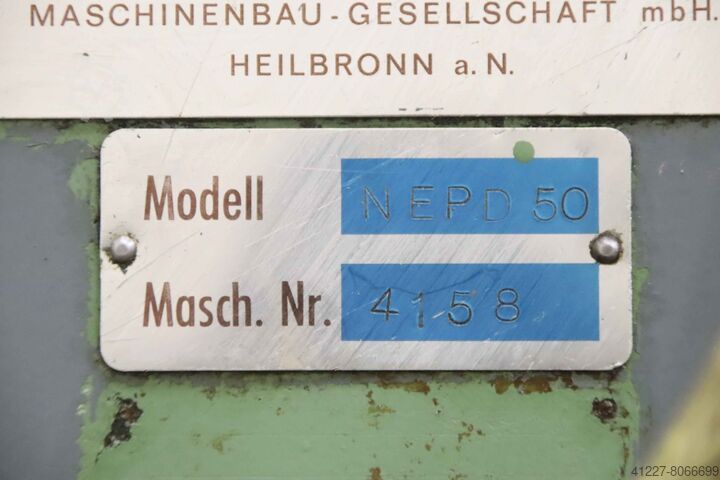 MASCHINENBAU-GESELLSCHAFT mbH.
HEILBRONN a. N.
Modell NEPD 50
Masch. Nr. 4158
41227-8066699